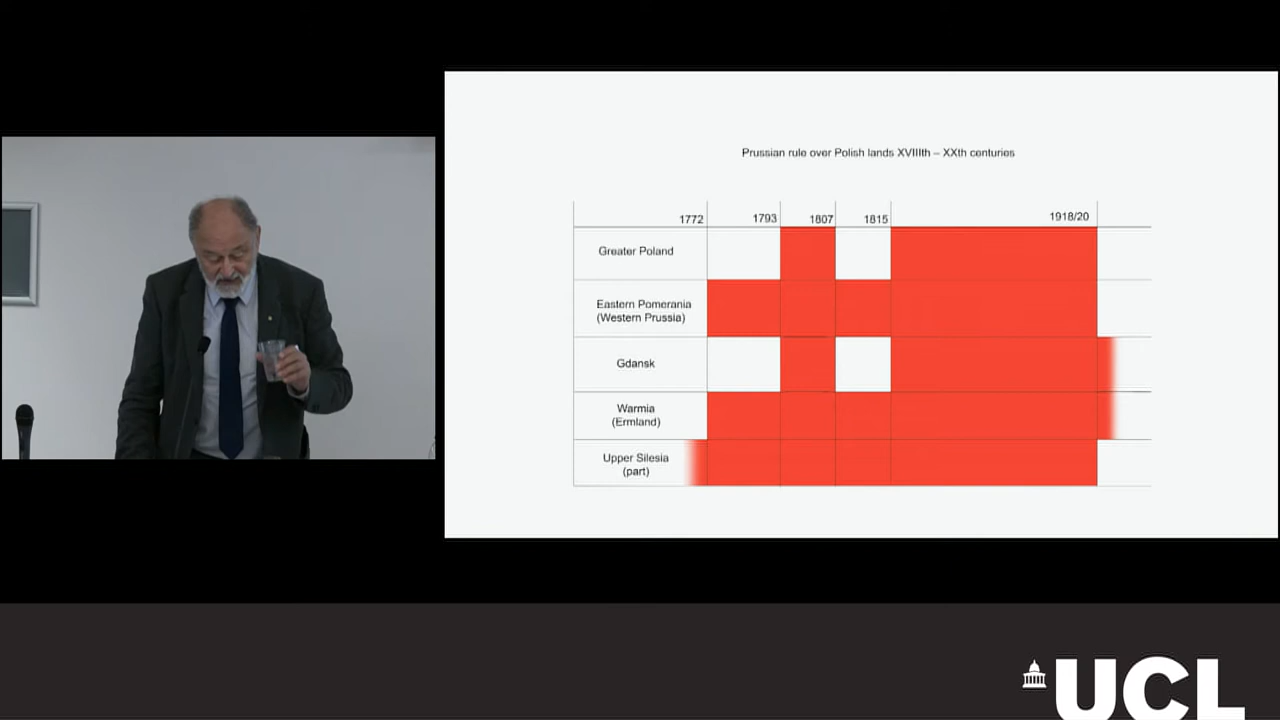 Prussian rule over Polish lands XVIIIth – XXth centuries
1772 1793 1807 1815 1918/20
Greater Poland
Eastern Pomerania
(Western Prussia)
Gdansk
Warmia
(Ermland)
Upper Silesia
(part)
UCL